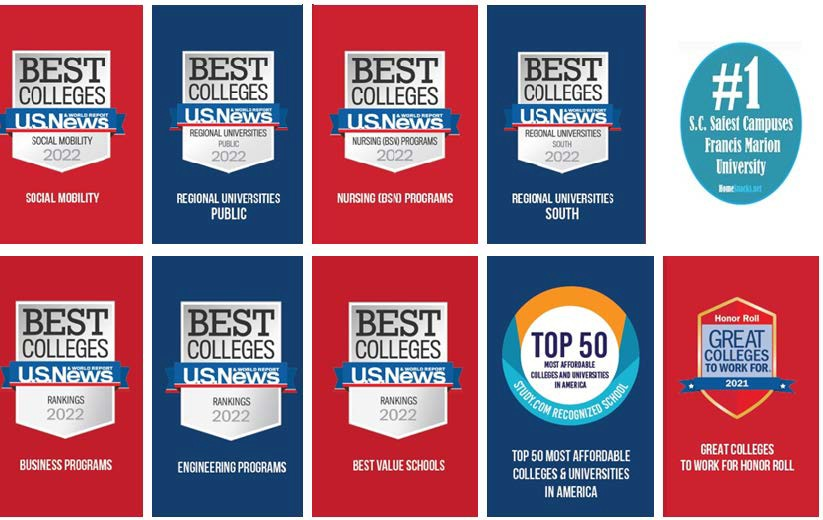 BEST
COLLEGES
& WORLD REPORT
U.S.News
SOCIAL MOBILITY
2022
SOCIAL MOBILITY
BEST
COLLEGES
& WORLD REPORT
U.S.News
REGIONAL UNIVERSITIES
PUBLIC
2022
REGIONAL UNIVERSITIES
PUBLIC
BEST
COLLEGES
& WORLD REPORT
U.S.News
NURSING (BSN) PROGRAMS
2022
NURSING (BSN) PROGRAMS
BEST
COLLEGES
& WORLD REPORT
U.S.News
REGIONAL UNIVERSITIES
SOUTH
2022
REGIONAL UNIVERSITIES
SOUTH
#1
S.C. Safest Campuses
Francis Marion
University
HomeSnacks.net
BEST
COLLEGES
& WORLD REPORT
U.S.News
RANKINGS
2022
BUSINESS PROGRAMS
BEST
COLLEGES
& WORLD REPORT
U.S.News
RANKINGS
2022
ENGINEERING PROGRAMS
BEST
COLLEGES
& WORLD REPORT
U.S.News
RANKINGS
2022
BEST VALUE SCHOOLS
TOP 50
MOST AFFORDABLE
COLLEGES AND UNIVERSITIES
IN AMERICA
STUDY.COM RECOGNIZED SCHOOL
TOP 50 MOST AFFORDABLE
COLLEGES & UNIVERSITIES
IN AMERICA
Honor Roll
GREAT
COLLEGES
TO WORK FOR
2021
GREAT COLLEGES
TO WORK FOR HONOR ROLL